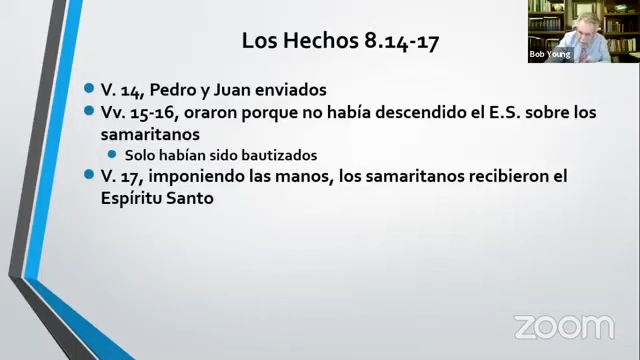 Los Hechos 8.14-17
Bob Young
V. 14, Pedro y Juan enviados
Vv. 15-16, oraron porque no había descendido el E.S. sobre los
samaritanos
Solo habían sido bautizados
V. 17, imponiendo las manos, los samaritanos recibieron el
Espíritu Santo
zoom